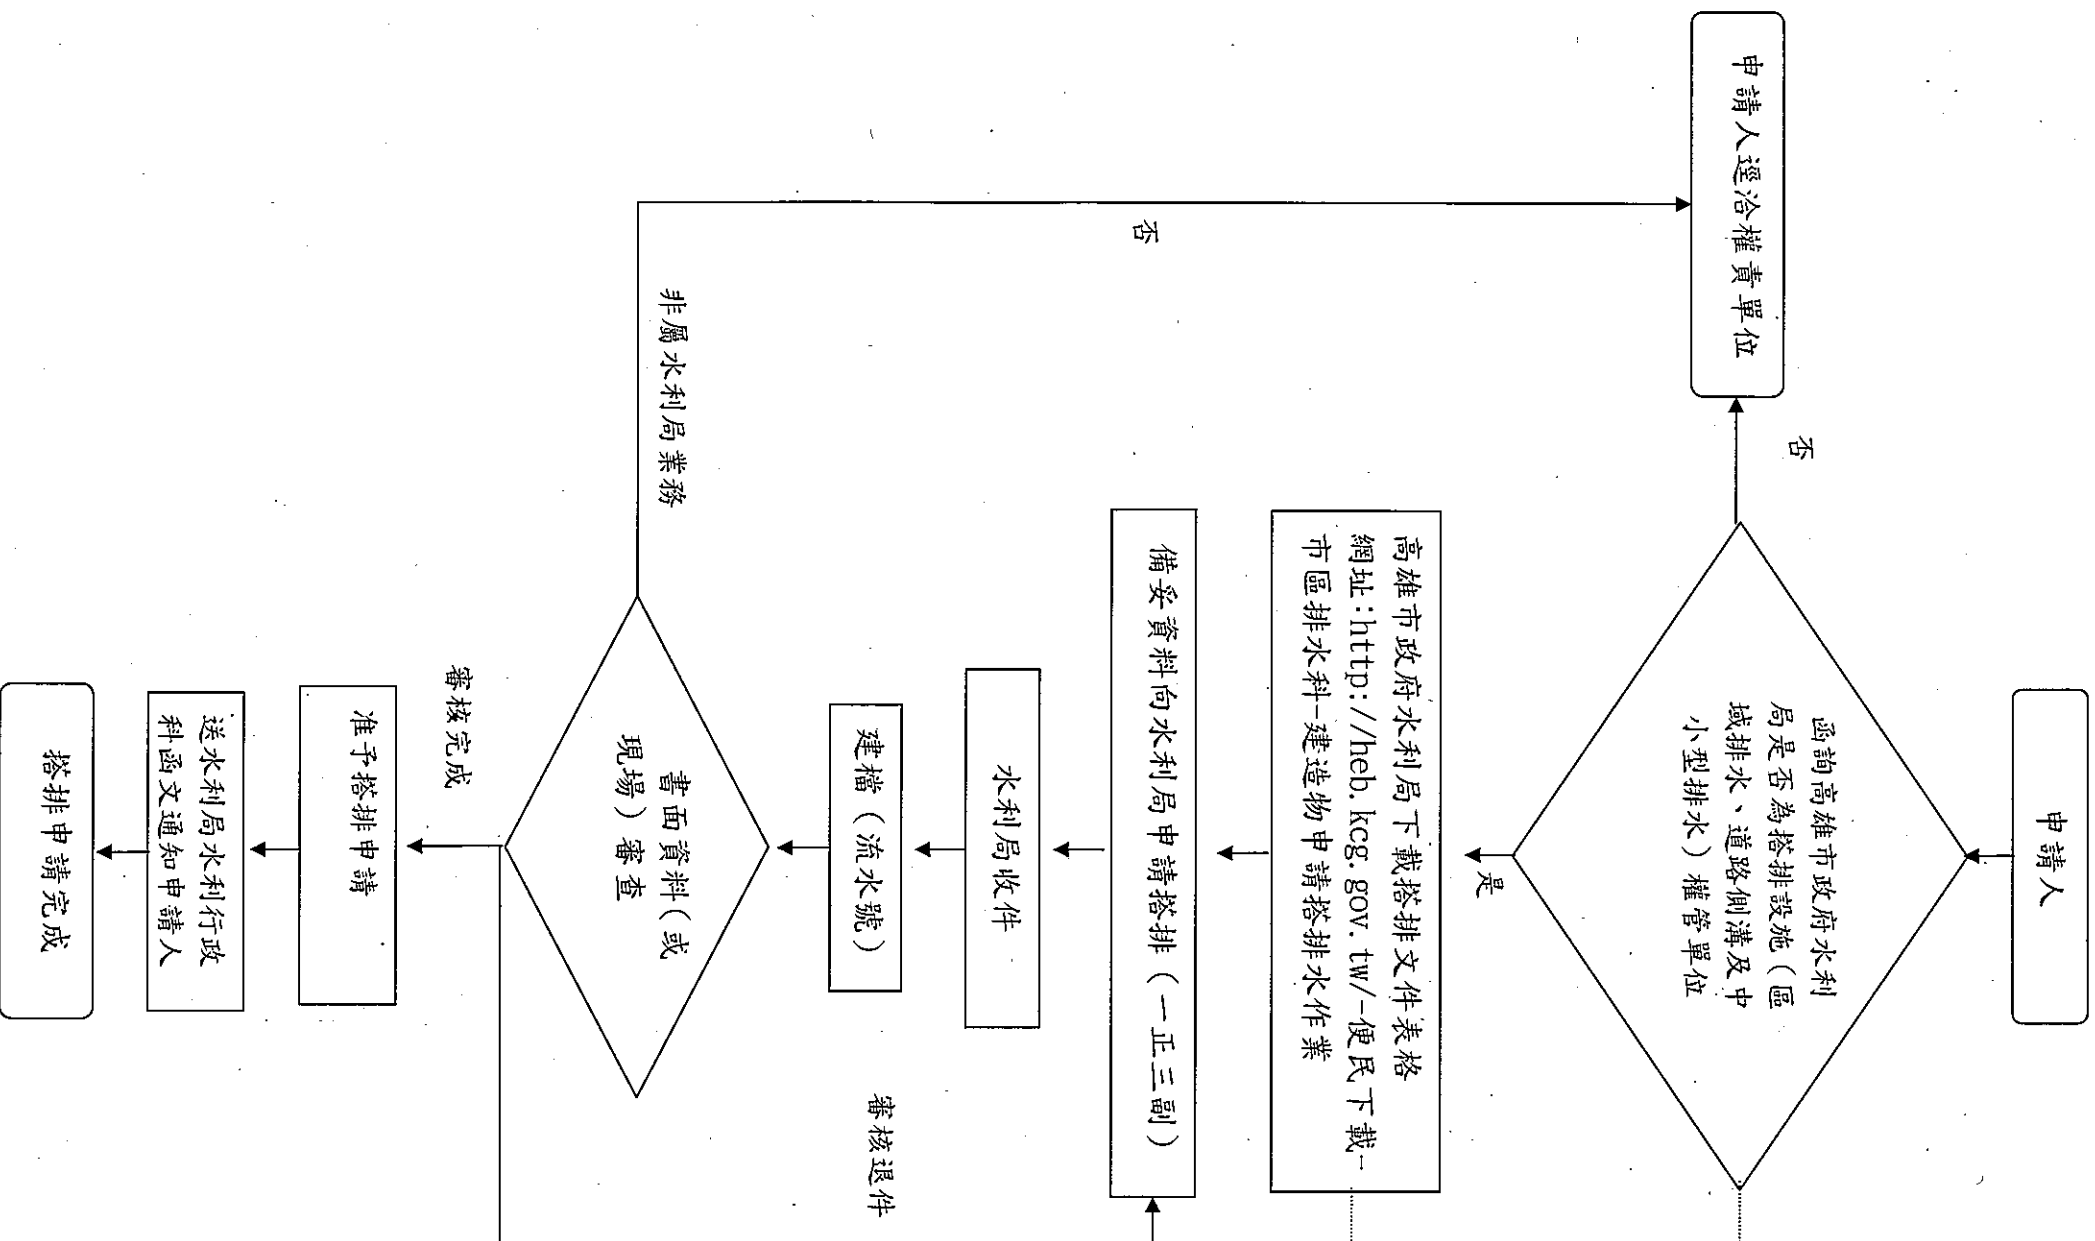 申請人
函詢高雄市政府水利
局是否為搭排設施（區
域排水、道路側溝及中
小型排水）權管單位
否
申請人逕洽權責單位
是
高雄市政府水利局下載搭排文件表格
網址:http://heb.kcg.gov.tw/-便民下載-
市區排水科-建造物申請搭排水作業
備妥資料向水利局申請搭排（一正三副）
水利局收件
建檔（流水號）
書面資料(或
現場）審查
否
非屬水利局業務
審核退件
審核完成
准予搭排申請
送水利局水利行政
科函文通知申請人
搭排申請完成